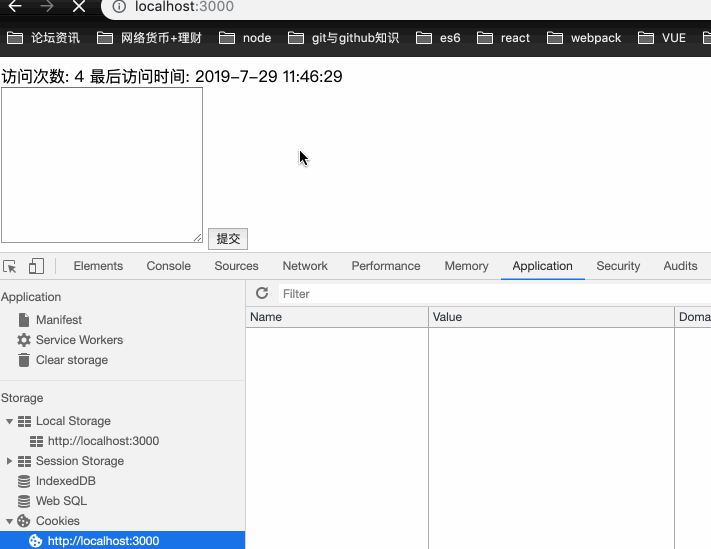 localhost:3000
论坛资讯 网络货币+理财 node git与github知识 es6 react webpack VUE
访问次数: 4 最后访问时间: 2019-7-29 11:46:29
提交
Elements Console Sources Network Performance Memory Application Security Audits
Application
Manifest
Service Workers
Clear storage
Storage
Local Storage
http://localhost:3000
Session Storage
IndexedDB
Web SQL
Cookies
http://localhost:3000
Filter
Name Value Doma